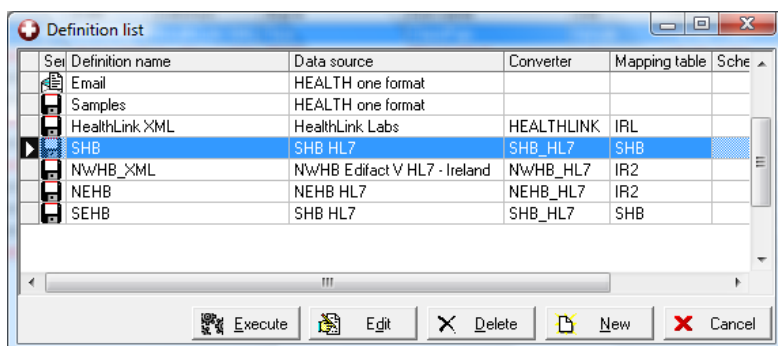 Definition list
Sei Definition name Data source Converter Mapping table Sche
Email HEALTH one format
Samples HEALTH one format
HealthLink XML HealthLink Labs HEALTHLINK IRL
SHB SHB HL7 SHB_HL7 SHB
NWHB_XML NWHB Edifact V HL7 - Ireland NWHB_HL7 IR2
NEHB NEHB HL7 NEHB_HL7 IR2
SEHB SHB HL7 SHB_HL7 SHB
Execute Edit Delete New Cancel